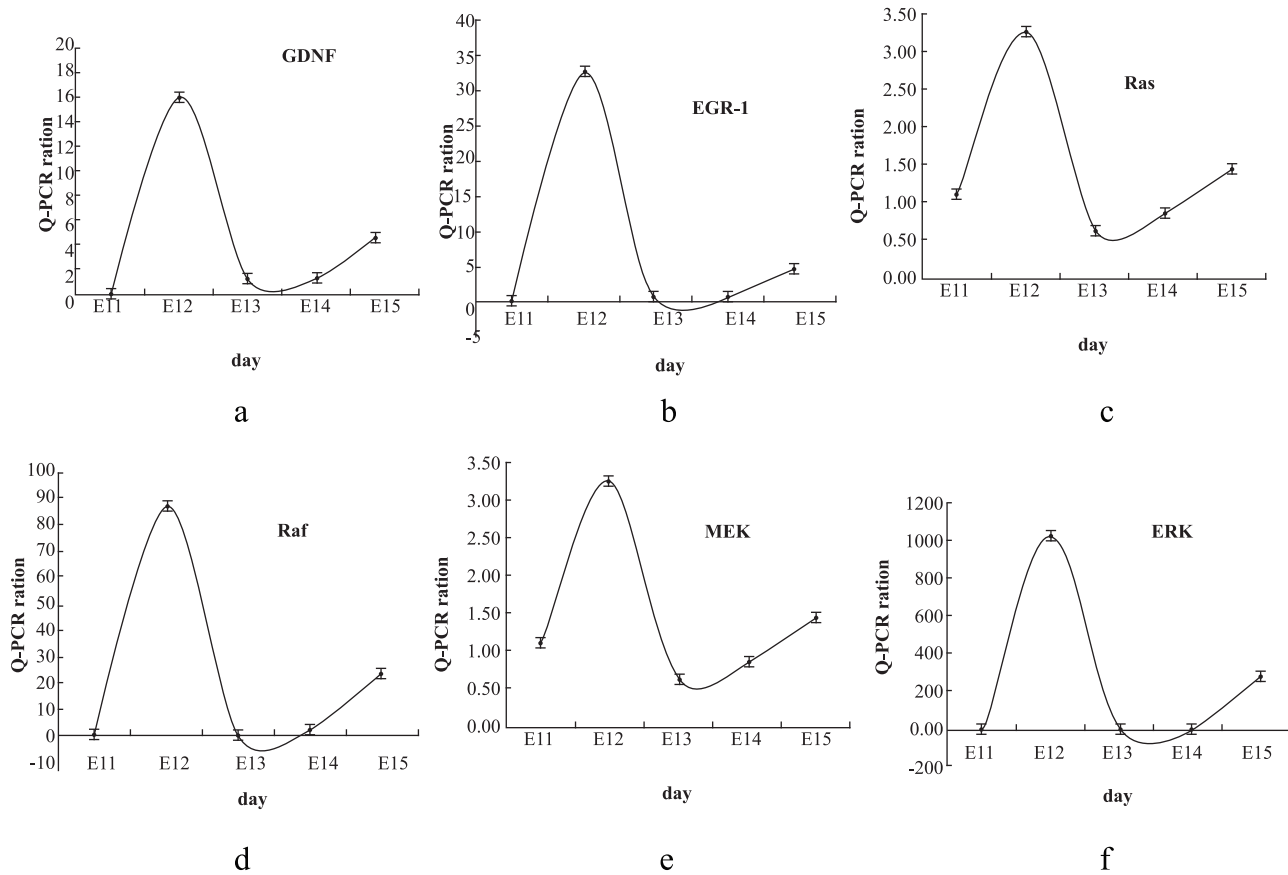 GDNF
Q-PCR ration
20
18
16
14
12
10
8
6
4
2
0
E11 E12 E13 E14 E15
day
a
EGR-1
Q-PCR ration
40
35
30
25
20
15
10
5
0
-5
E11 E12 E13 E14 E15
day
b
Ras
Q-PCR ration
3.50
3.00
2.50
2.00
1.50
1.00
0.50
0.00
E11 E12 E13 E14 E15
day
c
Raf
Q-PCR ration
100
90
80
70
60
50
40
30
20
10
0
-10
E11 E12 E13 E14 E15
day
d
MEK
Q-PCR ration
3.50
3.00
2.50
2.00
1.50
1.00
0.50
0.00
E11 E12 E13 E14 E15
day
e
ERK
Q-PCR ration
1200
1000
800
600
400
200
0.00
-200
E11 E12 E13 E14 E15
day
f